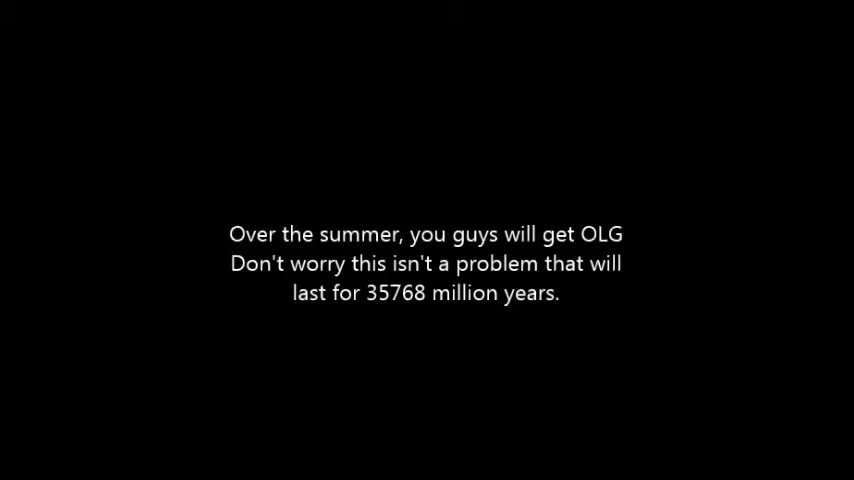 Over the summer, you guys will get OLG
Don't worry this isn't a problem that will
last for 35768 million years.